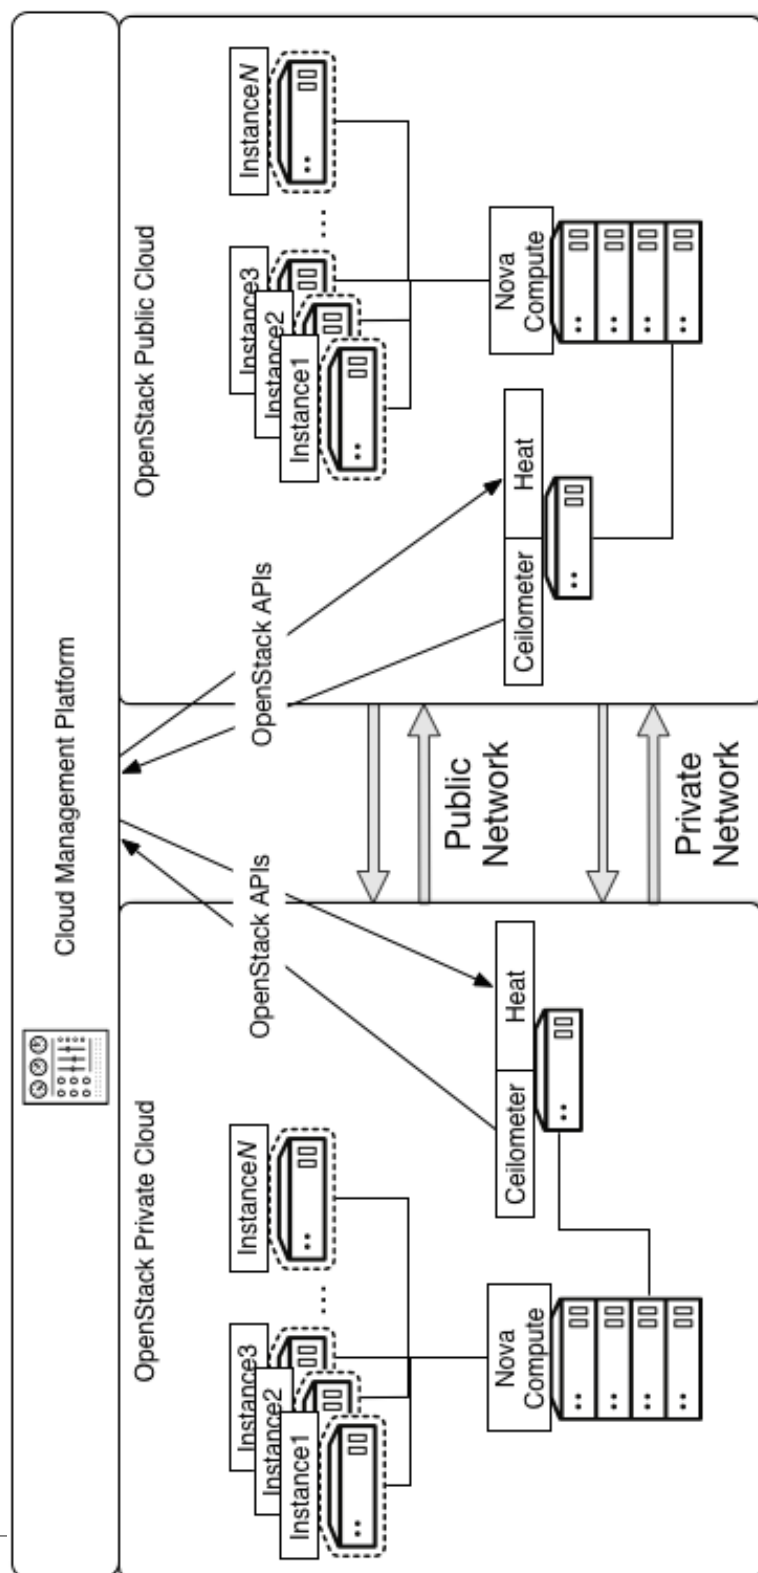 Cloud Management Platform
OpenStack Private Cloud
OpenStack Public Cloud
Instance3
Instance2
Instance1
...
InstanceN
Instance3
Instance2
Instance1
...
InstanceN
OpenStack APIs
OpenStack APIs
Public
Network
Nova
Compute
Ceilometer
Heat
Private
Network
Ceilometer
Heat
Nova
Compute